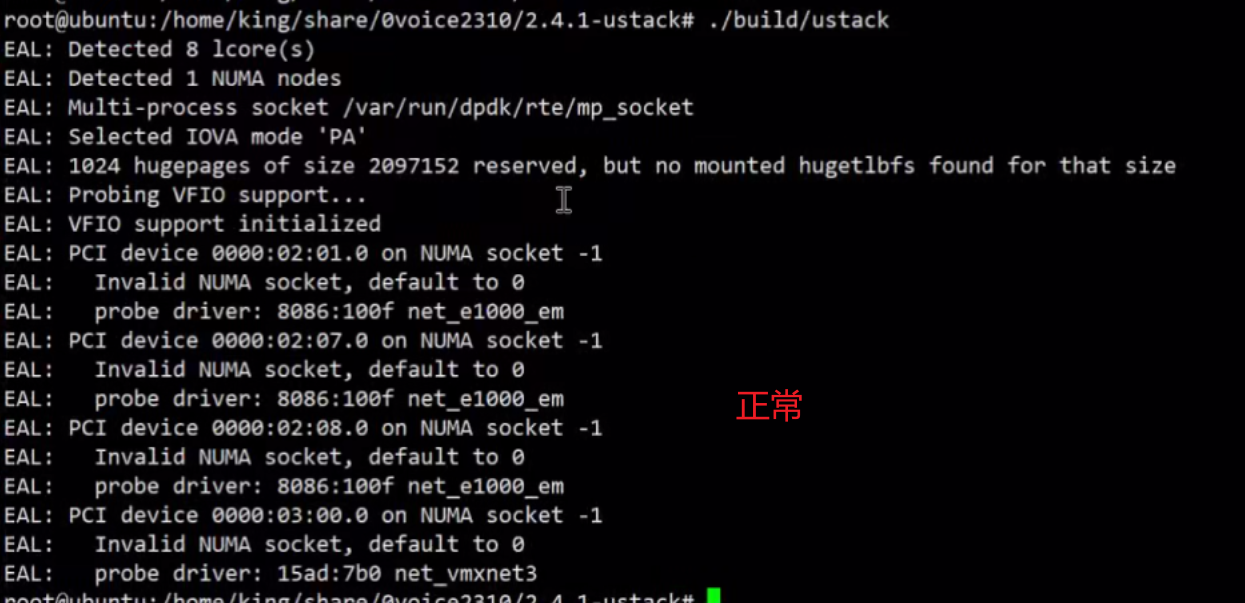 root@ubuntu:/home/king/share/0voice2310/2.4.1-ustack# ./build/ustack
EAL: Detected 8 lcore(s)
EAL: Detected 1 NUMA nodes
EAL: Multi-process socket /var/run/dpdk/rte/mp_socket
EAL: Selected IOVA mode 'PA'
EAL: 1024 hugepages of size 2097152 reserved, but no mounted hugetlbfs found for that size
EAL: Probing VFIO support...
EAL: VFIO support initialized
EAL: PCI device 0000:02:01.0 on NUMA socket -1
EAL:   Invalid NUMA socket, default to 0
EAL:   probe driver: 8086:100f net_e1000_em
EAL: PCI device 0000:02:07.0 on NUMA socket -1
EAL:   Invalid NUMA socket, default to 0
EAL:   probe driver: 8086:100f net_e1000_em
正常
EAL: PCI device 0000:02:08.0 on NUMA socket -1
EAL:   Invalid NUMA socket, default to 0
EAL:   probe driver: 8086:100f net_e1000_em
EAL: PCI device 0000:03:00.0 on NUMA socket -1
EAL:   Invalid NUMA socket, default to 0
EAL:   probe driver: 15ad:7b0 net_vmxnet3
root@ubuntu:/home/king/share/0voice2310/2.4.1-ustack#